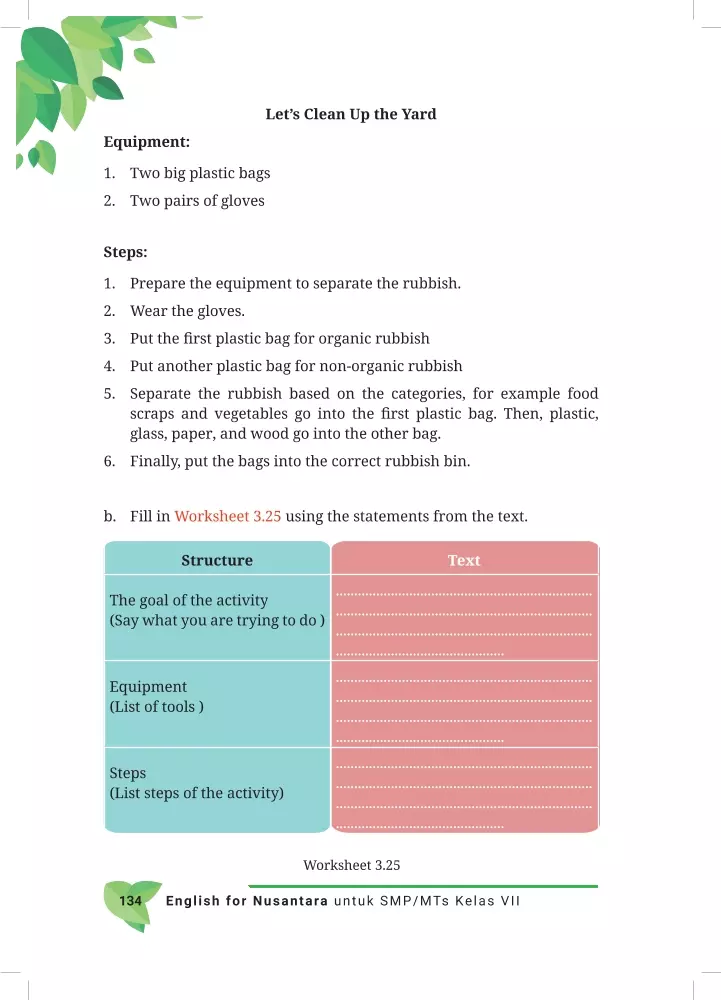 Let's Clean Up the Yard
Equipment:
1. Two big plastic bags
2. Two pairs of gloves
Steps:
1. Prepare the equipment to separate the rubbish.
2. Wear the gloves.
3. Put the first plastic bag for organic rubbish
4. Put another plastic bag for non-organic rubbish
5. Separate the rubbish based on the categories, for example food
scraps and vegetables go into the first plastic bag. Then, plastic,
glass, paper, and wood go into the other bag.
6. Finally, put the bags into the correct rubbish bin.
b. Fill in Worksheet 3.25 using the statements from the text.
Structure
Text
The goal of the activity
(Say what you are trying to do )
Equipment
(List of tools )
Steps
(List steps of the activity)
Worksheet 3.25
134 English for Nusantara untuk SMP/MTs Kelas VII